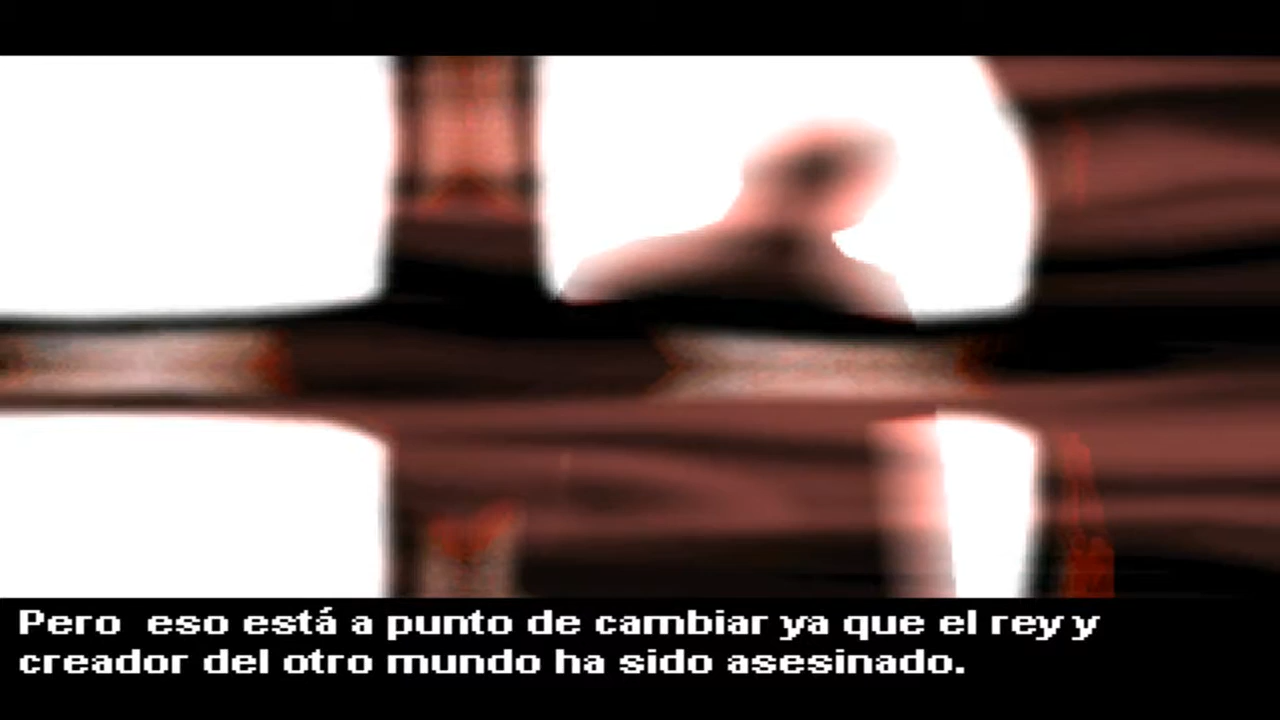 Pero  eso está a punto de cambiar ya que el rey y
creador del otro mundo ha sido asesinado.